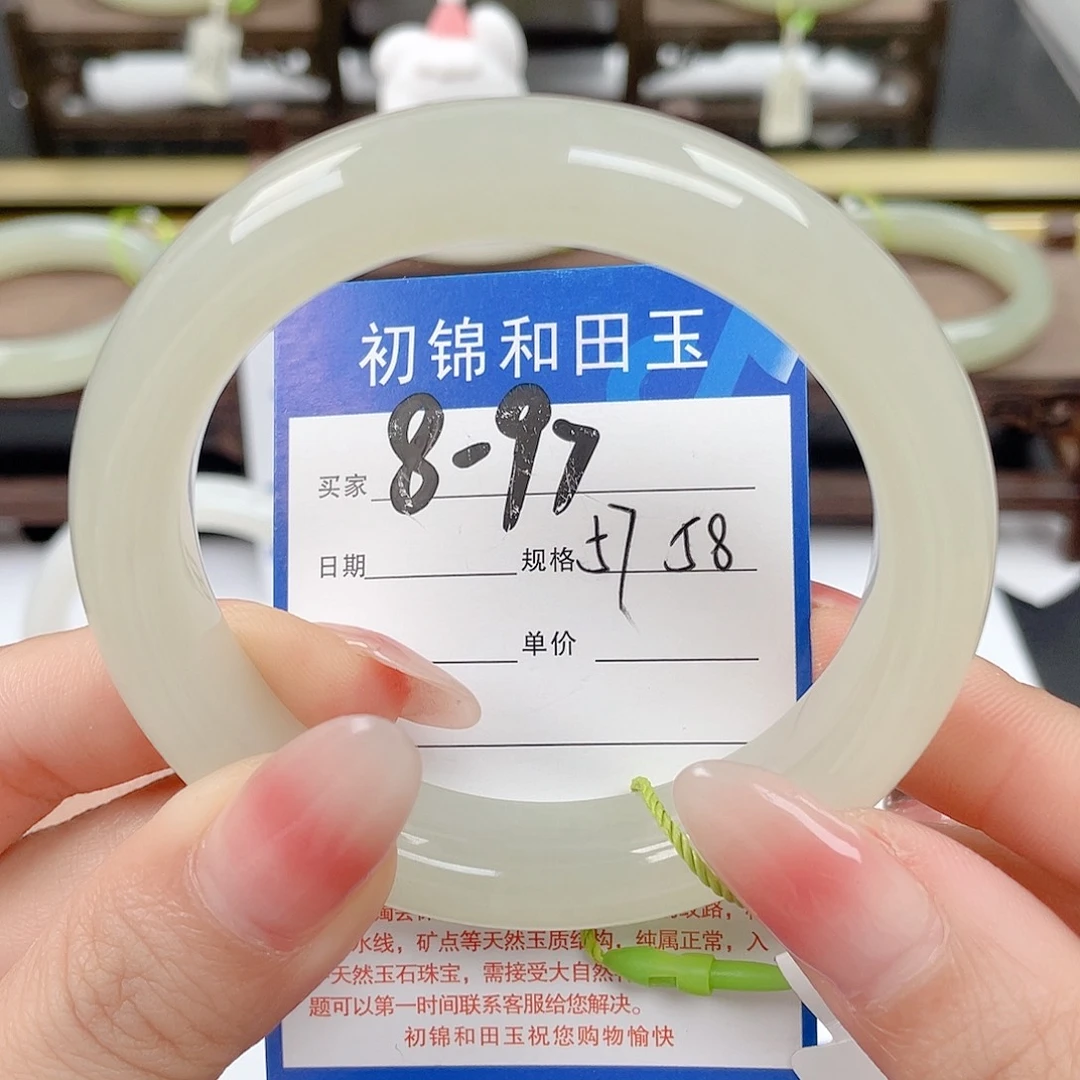 初锦和田玉
买家 8-97
日期 规格 57 58
单价
水线，矿点等天然玉质结构，纯属正常，入
天然玉石珠宝，需接受大自然
题可以第一时间联系客服给您解决。
初锦和田玉祝您购物愉快